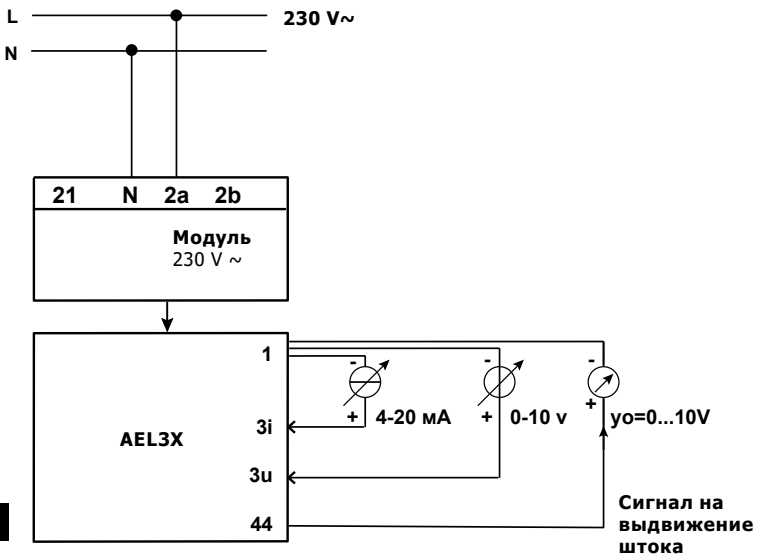 L 230 V~
N
21 N 2a 2b
Модуль
230 V ~
1 - - -
3i + 4-20 мА + 0-10 v + yo=0...10V
AEL3X
3u
44
Сигнал на
выдвижение
штока